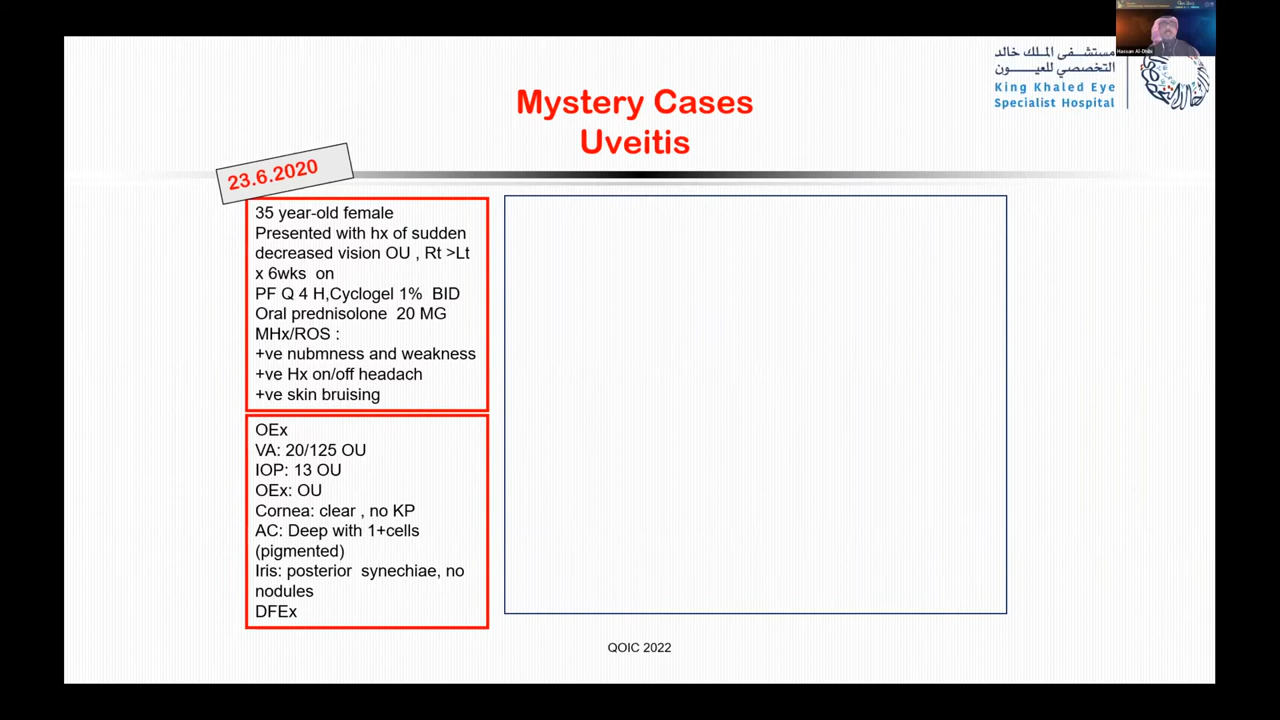 Hassan Al-Dhibi
مستشفى الملك خالد
التخصصي للعيون
King Khaled Eye
Specialist Hospital
Mystery Cases
Uveitis
23.6.2020
35 year-old female
Presented with hx of sudden
decreased vision OU , Rt >Lt
x 6wks on
PF Q 4 H,Cyclogel 1% BID
Oral prednisolone 20 MG
MHx/ROS :
+ve nubmness and weakness
+ve Hx on/off headach
+ve skin bruising
OEx
VA: 20/125 OU
IOP: 13 OU
OEx: OU
Cornea: clear , no KP
AC: Deep with 1+cells
(pigmented)
Iris: posterior synechiae, no
nodules
DFEx
QOIC 2022